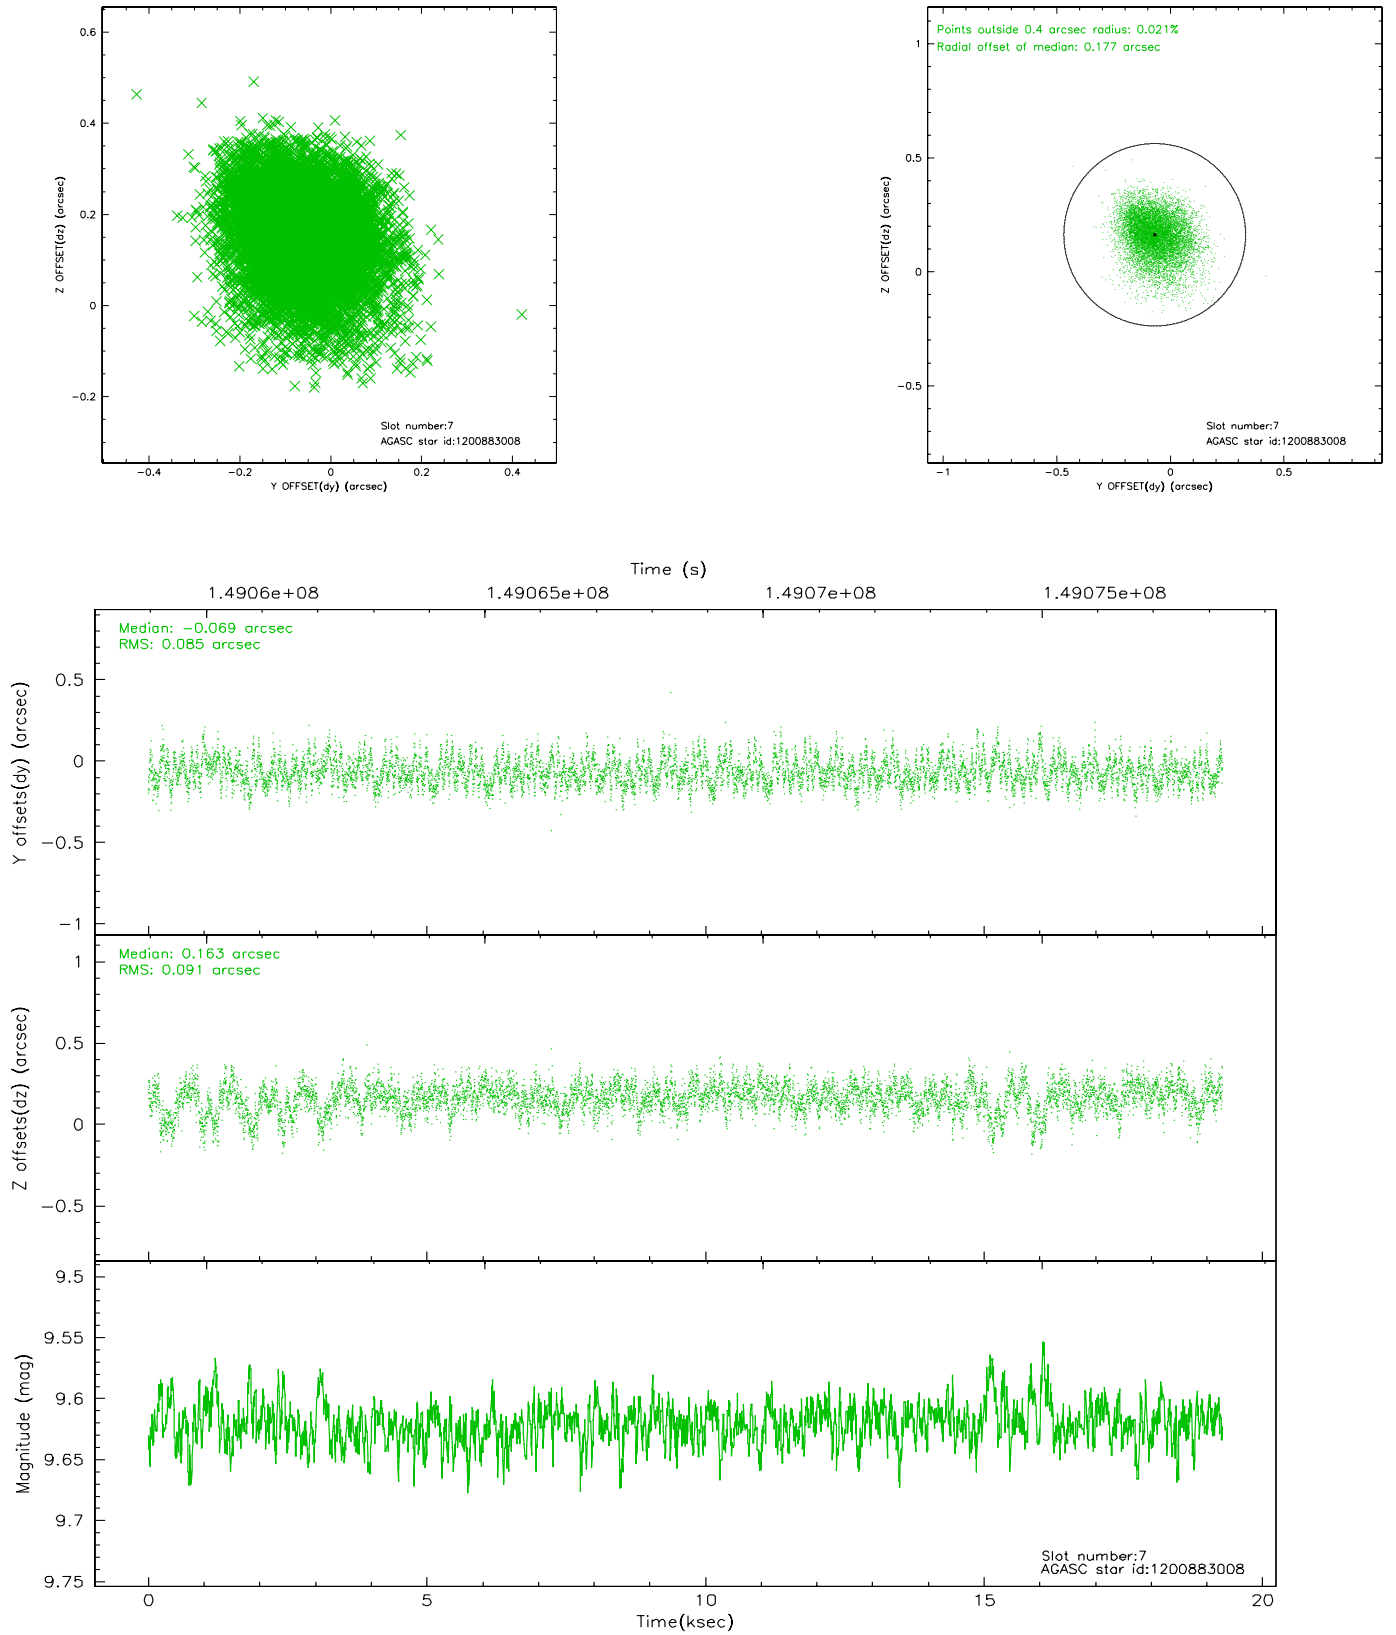 0.6
0.4
0.2
0
−0.2
Z OFFSET(dz) (arcsec)
Slot number:7
AGASC star id:1200883008
−0.4 −0.2 0 0.2 0.4
Y OFFSET(dy) (arcsec)
Points outside 0.4 arcsec radius: 0.021%
Radial offset of median: 0.177 arcsec
1
0.5
0
−0.5
Z OFFSET(dz) (arcsec)
Slot number:7
AGASC star id:1200883008
−1 −0.5 0 0.5
Y OFFSET(dy) (arcsec)
Time (s)
1.4906e+08 1.49065e+08 1.4907e+08 1.49075e+08
Median: −0.069 arcsec
RMS: 0.085 arcsec
0.5
0
−0.5
−1
Y offsets(dy) (arcsec)
Median: 0.163 arcsec
RMS: 0.091 arcsec
1
0.5
0
−0.5
Z offsets(dz) (arcsec)
9.5
9.55
9.6
9.65
9.7
9.75
Magnitude (mag)
Slot number:7
AGASC star id:1200883008
0 5 10 15 20
Time(ksec)